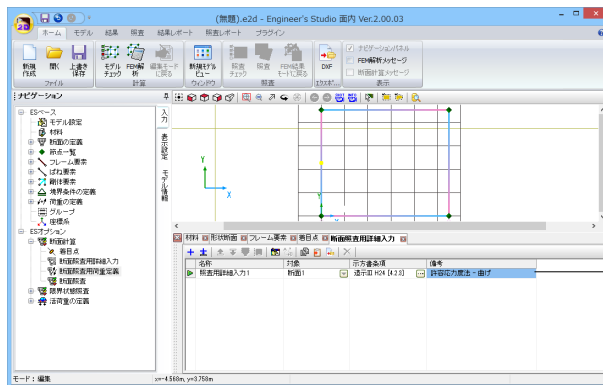 (無題).e2d - Engineer's Studio 面内 Ver.2.00.03
ホーム モデル 結果 照査 結果レポート 照査レポート プラグイン
新規作成 開く 上書き保存 モデルチェック FEM解析 編集モードに戻る 新規モデルビュー 照査チェック 照査 FEM結果モードに戻る DXF
ナビゲーションパネル
FEM解析メッセージ
断面計算メッセージ
ファイル 計算 ウィンドウ 照査 エクスポ... 表示
ナビゲーション
ESベース
モデル設定
材料
断面の定義
節点一覧
フレーム要素
ばね要素
剛体要素
境界条件の定義
荷重の定義
グループ
座標系
ESオプション
断面計算
着目点
断面照査用詳細入力
断面照査用荷重定義
断面照査
限界状態照査
活荷重の定義
入力
表示設定
モデル情報
Y
X
Y
材料 形状断面 フレーム要素 着目点 断面照査用詳細入力
名称 対象 示方書条項 備考
照査用詳細入力1 断面1 道示Ⅲ H24 [4.2.3] 許容応力度法 - 曲げ
モード : 編集 x=-4.568m, y=3.758m